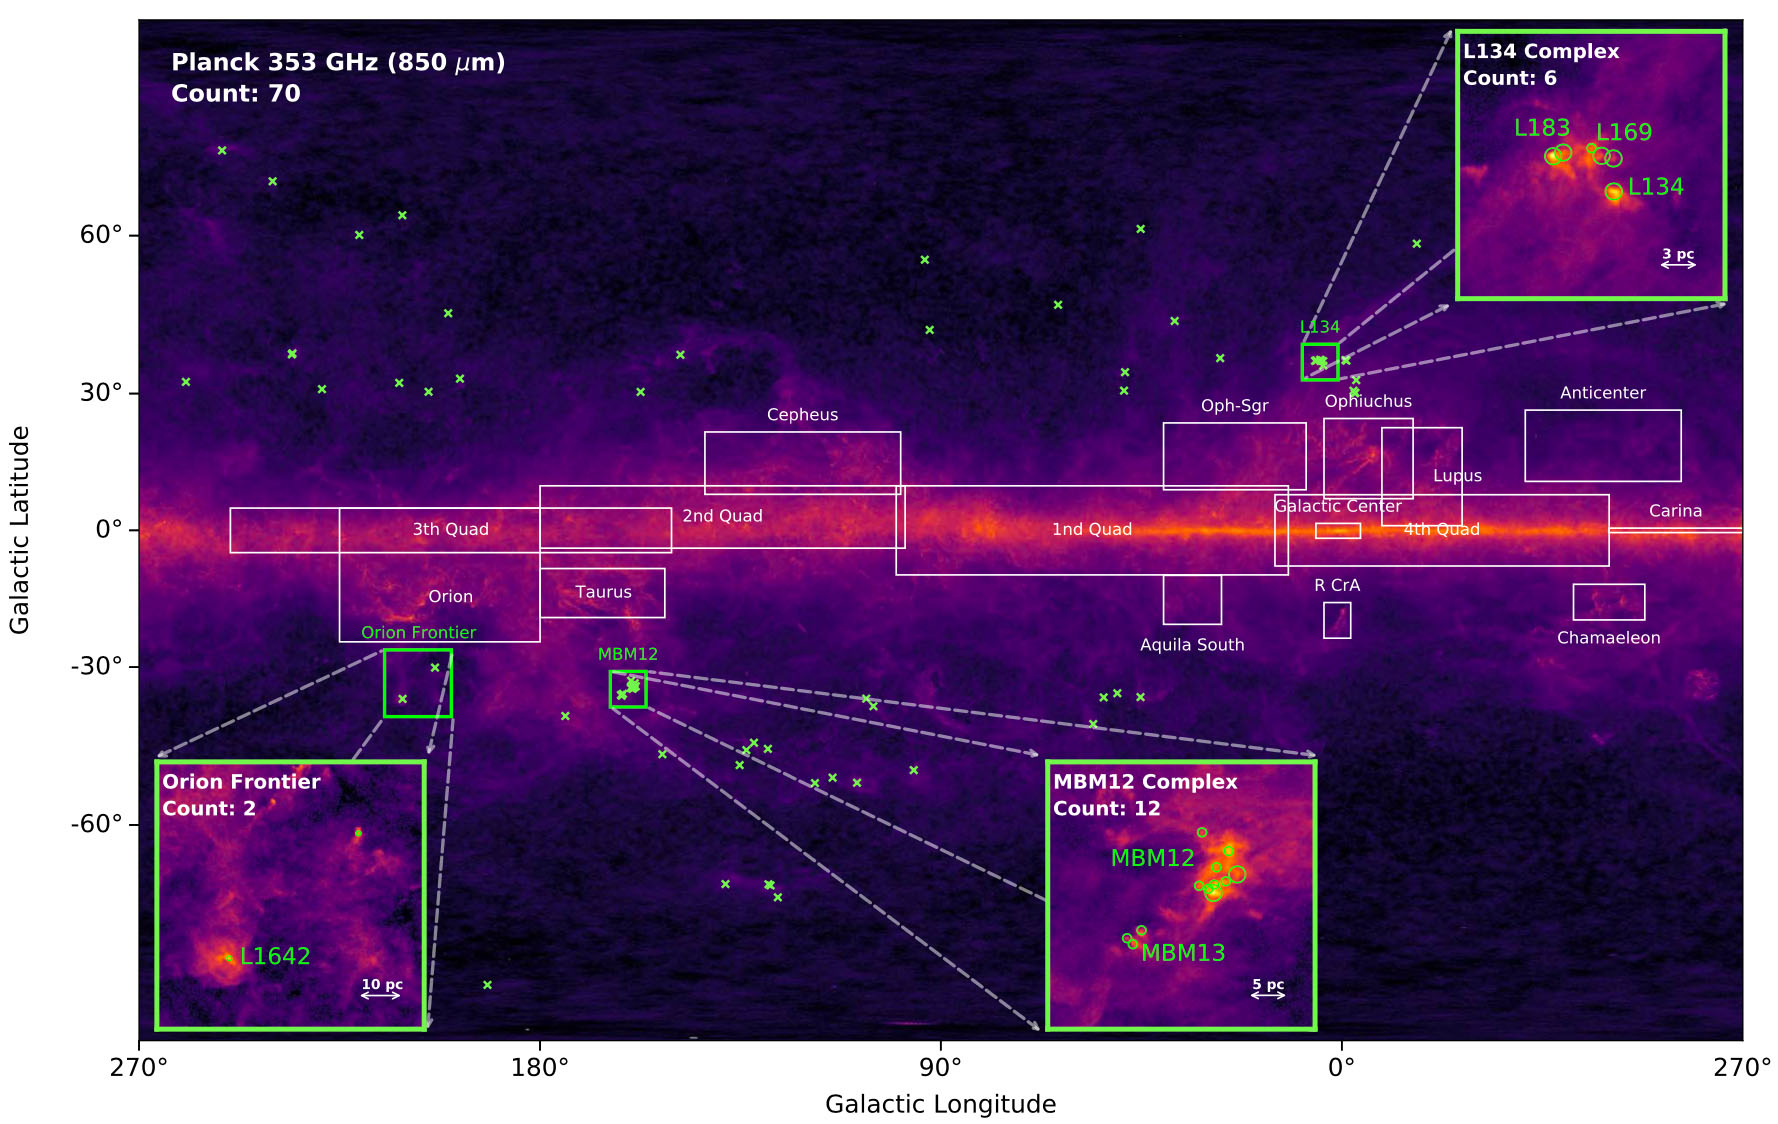 Planck 353 GHz (850 μm)
Count: 70
L134 Complex
Count: 6
L183
L169
L134
3 pc
60°
30°
0°
-30°
-60°
Galactic Latitude
L134
Cepheus
Oph-Sgr
Ophiuchus
Anticenter
Lupus
Galactic Center
Carina
3th Quad
2nd Quad
1nd Quad
4th Quad
Orion
Taurus
R CrA
Orion Frontier
MBM12
Aquila South
Chamaeleon
Orion Frontier
Count: 2
L1642
10 pc
MBM12 Complex
Count: 12
MBM12
MBM13
5 pc
270°
180°
90°
0°
270°
Galactic Longitude